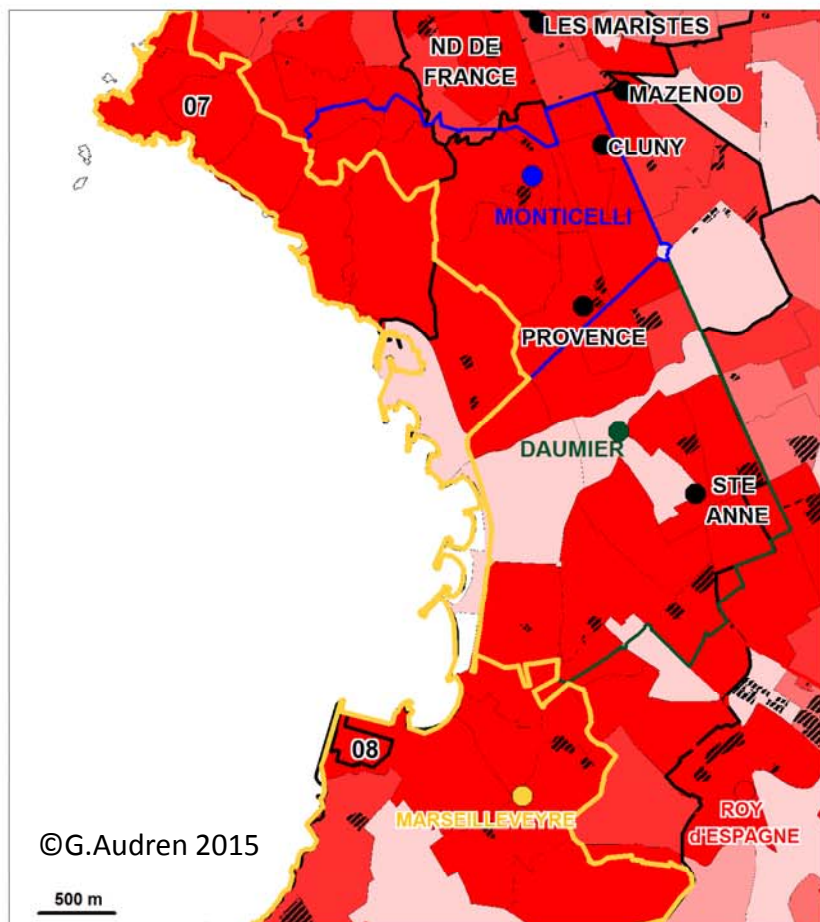 LES MARISTES
ND DE
FRANCE
MAZENOD
07
CLUNY
MONTICELLI
PROVENCE
DAUMIER
STE
ANNE
08
MARSEILLEVEYRE
ROY
d'ESPAGNE
©G.Audren 2015
500 m